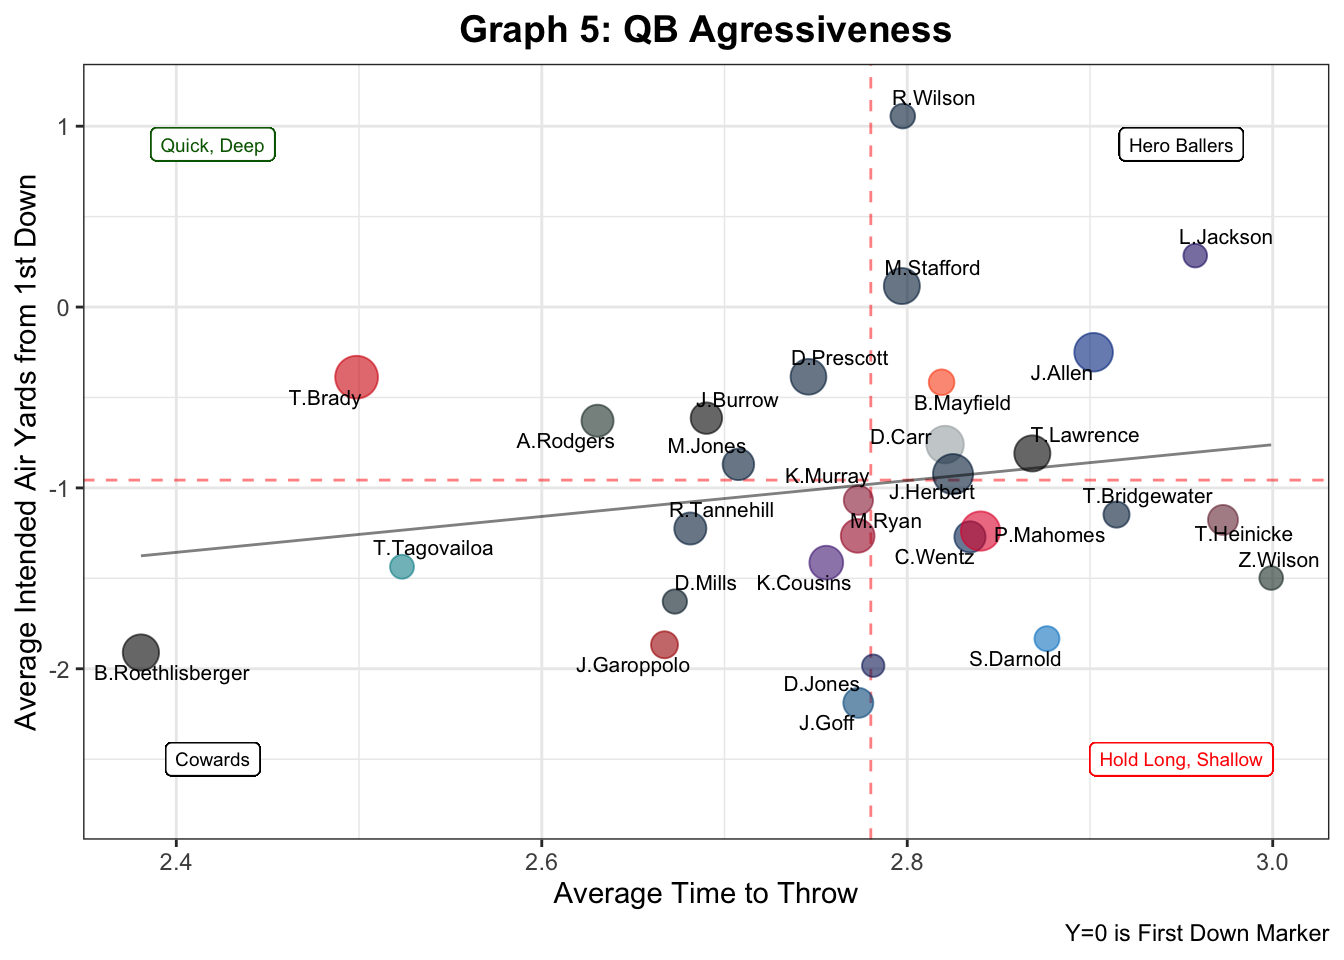 Graph 5: QB Agressiveness
R.Wilson
1
Quick, Deep
Hero Ballers
L.Jackson
M.Stafford
0
D.Prescott
J.Allen
T.Brady
J.Burrow
B.Mayfield
A.Rodgers
M.Jones
D.Carr
T.Lawrence
K.Murray
-1
J.Herbert
T.Bridgewater
R.Tannehill
M.Ryan
P.Mahomes
T.Heinicke
T.Tagovailoa
C.Wentz
Z.Wilson
D.Mills
K.Cousins
J.Garoppolo
S.Darnold
-2
B.Roethlisberger
D.Jones
J.Goff
Cowards
Hold Long, Shallow
2.4
2.6
2.8
3.0
Average Time to Throw
Average Intended Air Yards from 1st Down
Y=0 is First Down Marker